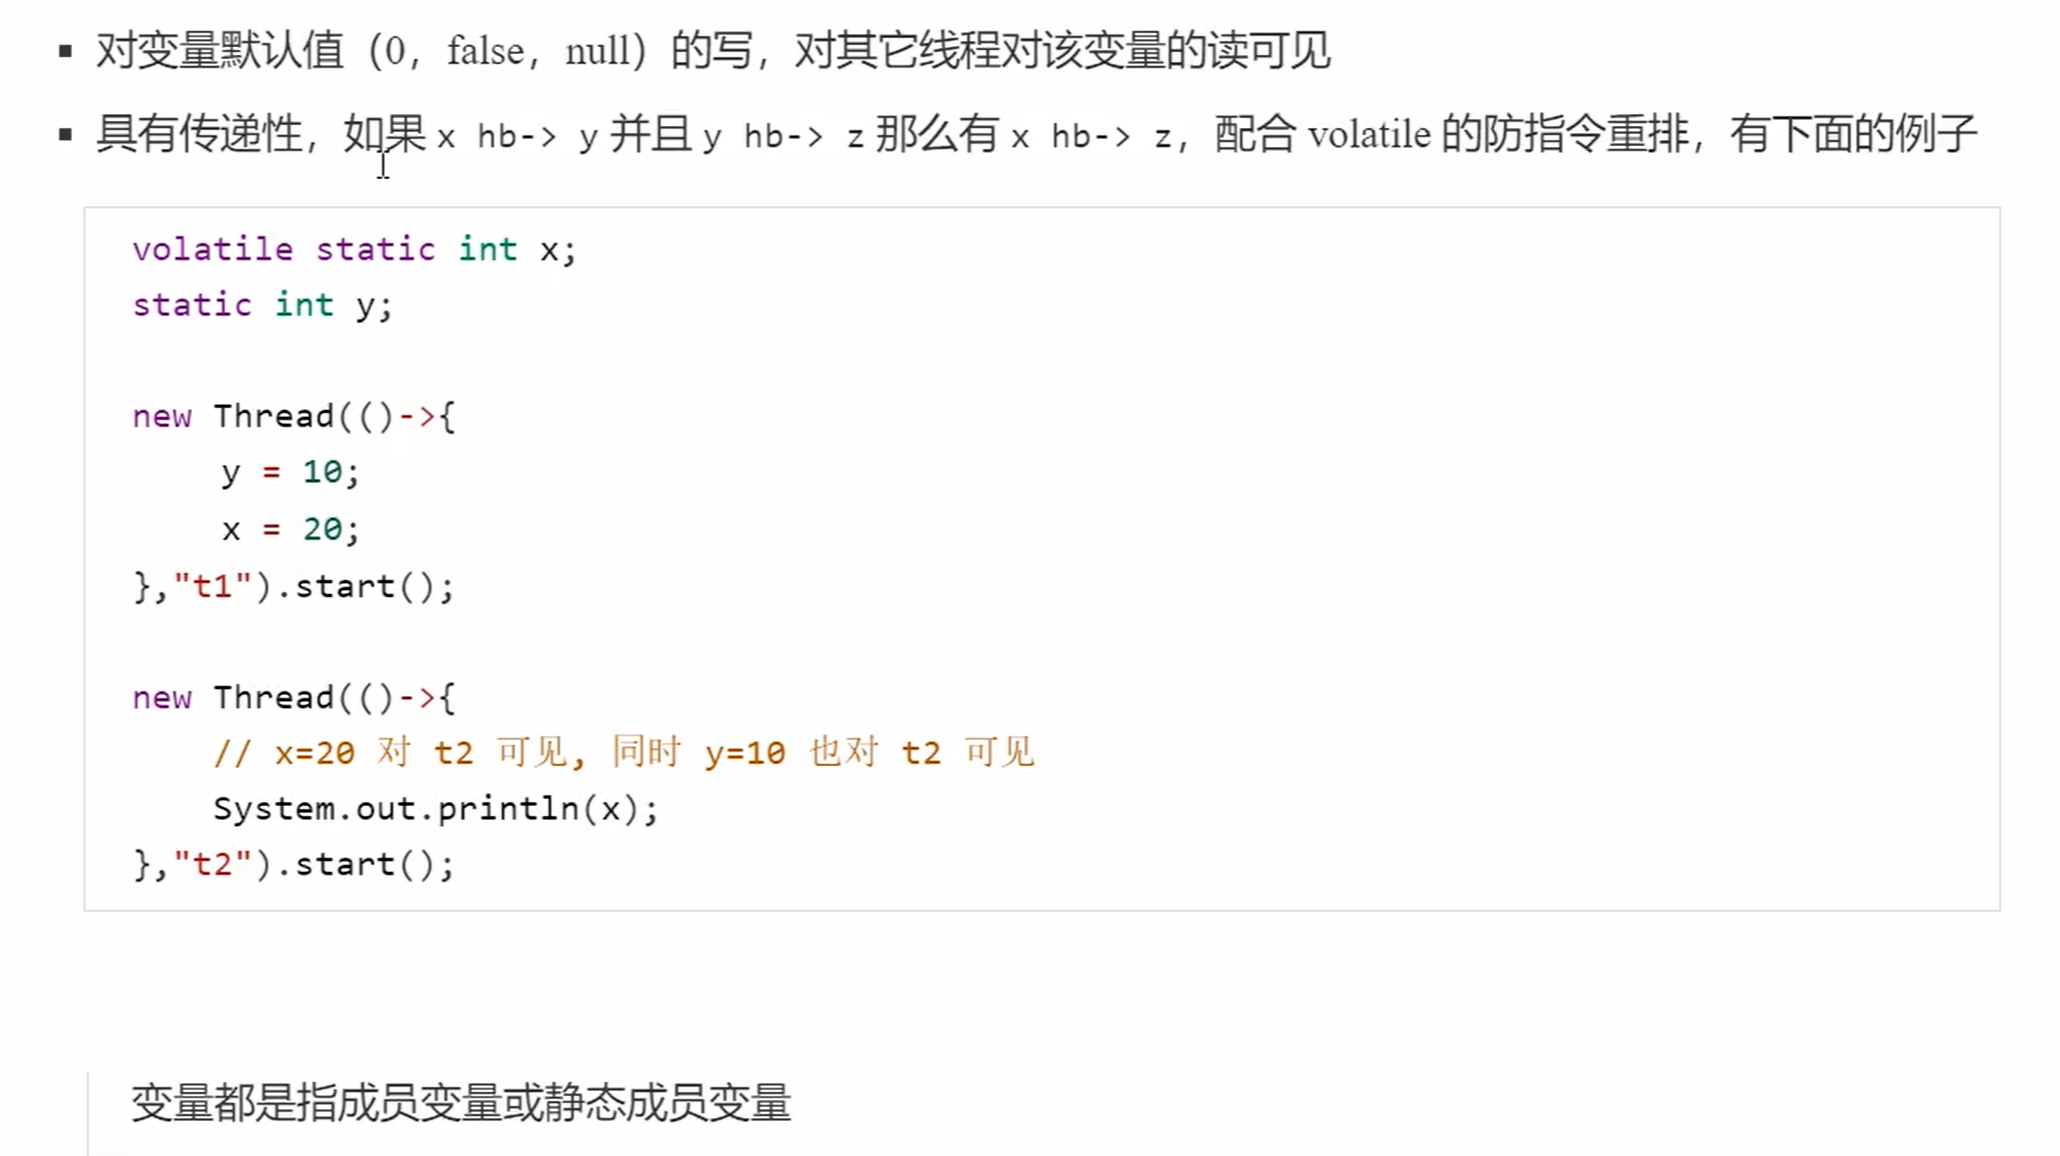 ▪ 对变量默认值（0，false，null）的写，对其它线程对该变量的读可见
▪ 具有传递性，如果 x hb-> y 并且 y hb-> z 那么有 x hb-> z，配合 volatile 的防指令重排，有下面的例子
volatile static int x;
static int y;
new Thread(()->{
    y = 10;
    x = 20;
},"t1").start();
new Thread(()->{
    // x=20 对 t2 可见, 同时 y=10 也对 t2 可见
    System.out.println(x);
},"t2").start();
变量都是指成员变量或静态成员变量